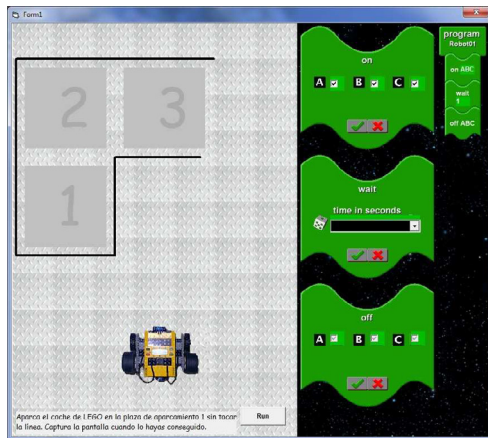 Form1
2 3
1
Aparca el coche de LEGO en la plaza de aparcamiento 1 sin tocar
la línea. Captura la pantalla cuando lo hayas conseguido.
Run
on
A B C
wait
time in seconds
off
A B C
program
Robot01
on ABC
wait
1
off ABC